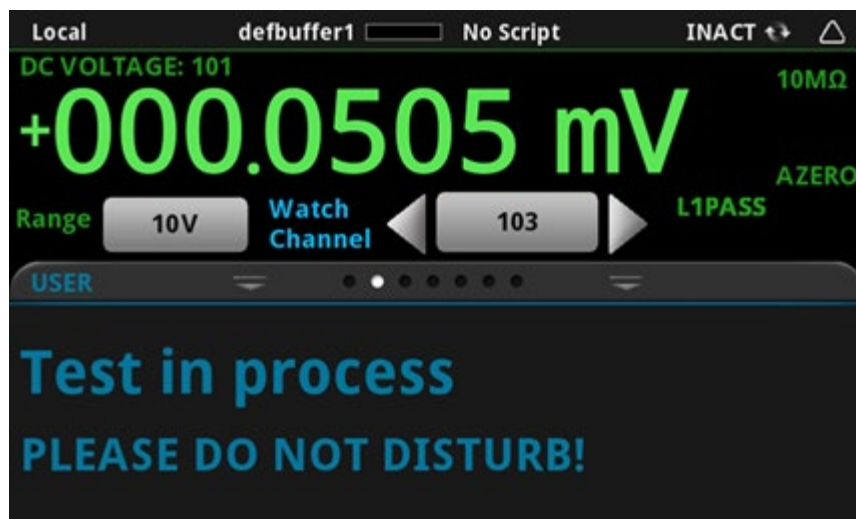 Local defbuffer1 No Script INACT
DC VOLTAGE: 101
10MΩ
+000.0505 mV
AZERO
Range 10V Watch Channel 103 L1PASS
USER
Test in process
PLEASE DO NOT DISTURB!